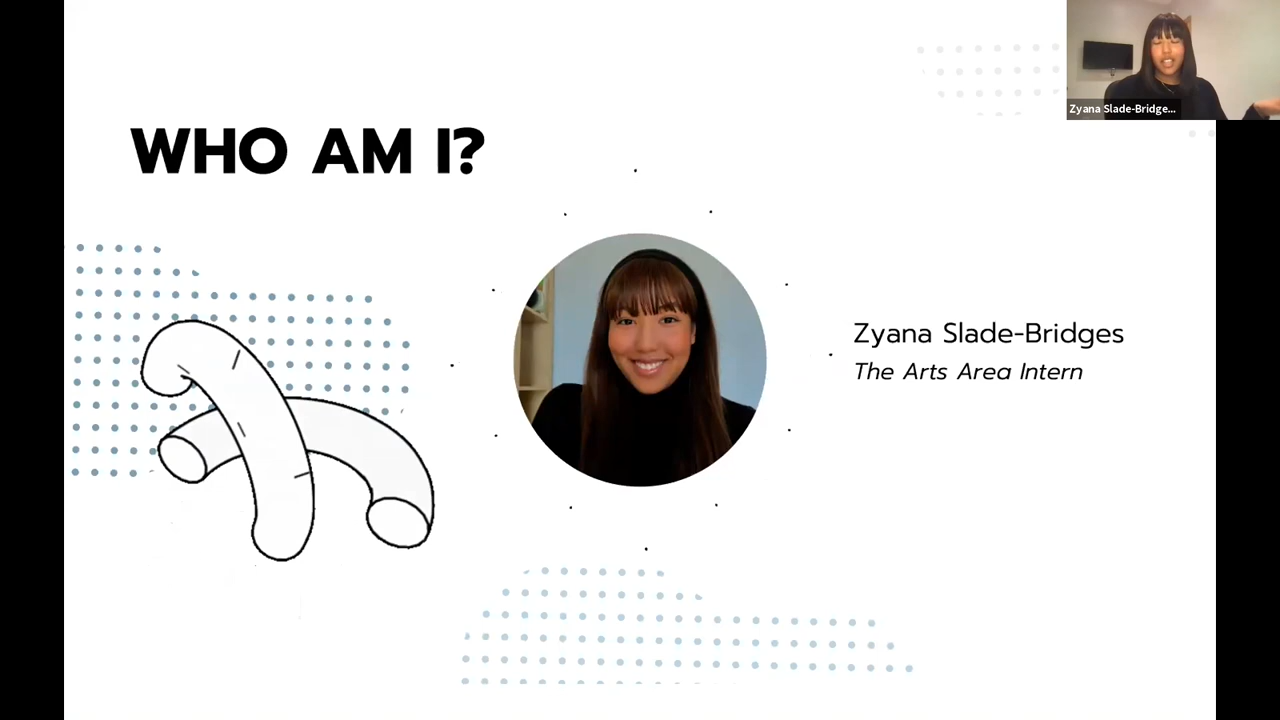 Zyana Slade-Bridge...
WHO AM I?
Zyana Slade-Bridges
The Arts Area Intern